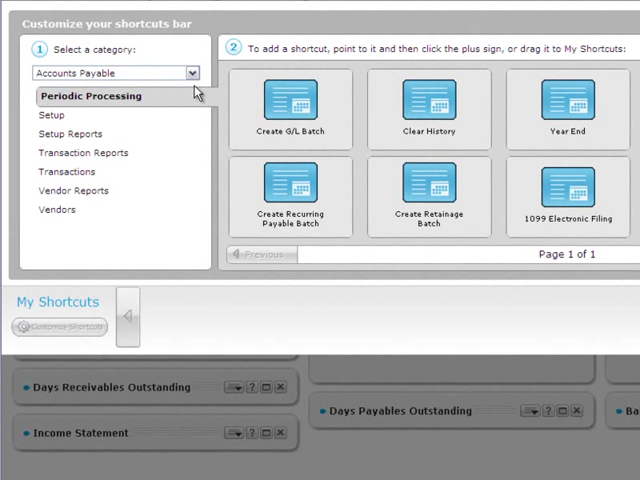 Customize your shortcuts bar
1 Select a category:
Accounts Payable
Periodic Processing
Setup
Setup Reports
Transaction Reports
Transactions
Vendor Reports
Vendors
2 To add a shortcut, point to it and then click the plus sign, or drag it to My Shortcuts:
Create G/L Batch
Clear History
Year End
Create Recurring
Payable Batch
Create Retainage
Batch
1099 Electronic Filing
Previous
Page 1 of 1
My Shortcuts
Customize Shortcuts
Days Receivables Outstanding
Days Payables Outstanding
Ba
Income Statement